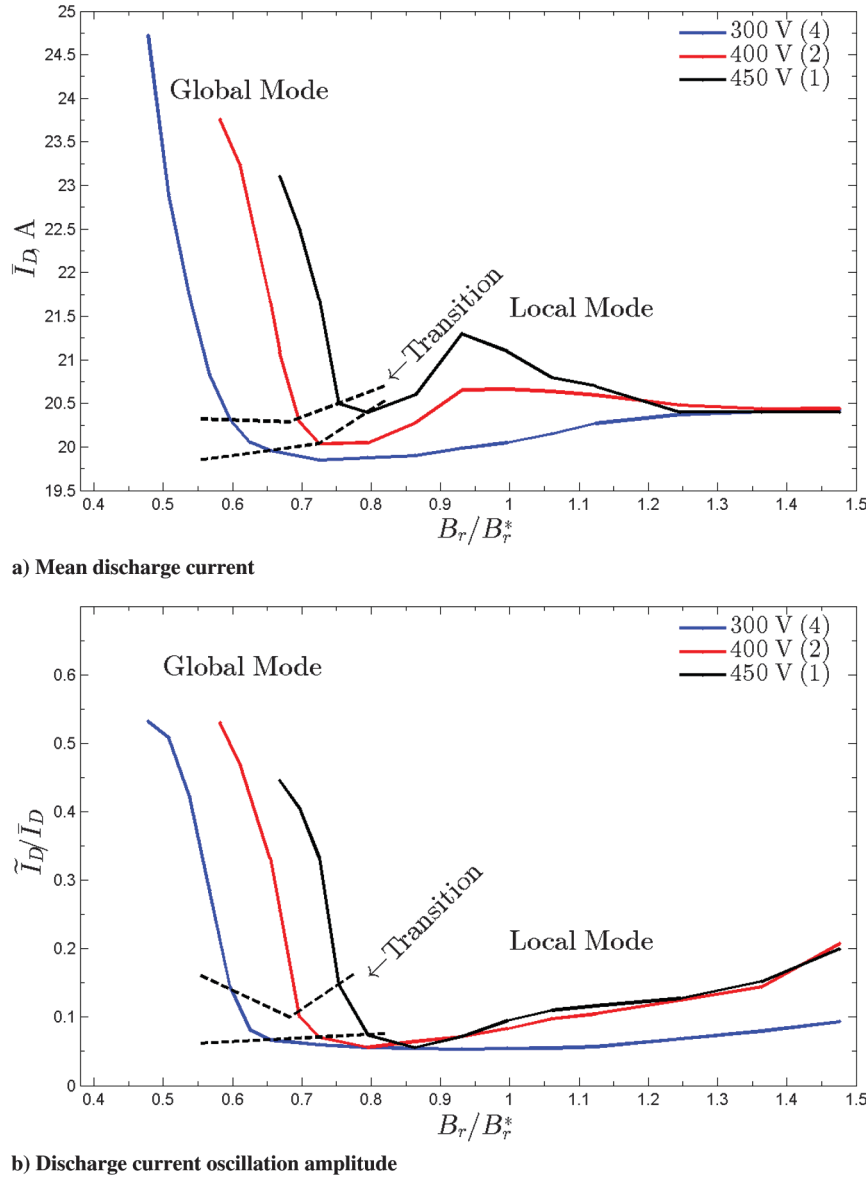 25
24.5
24
23.5
23
22.5
22
21.5
21
20.5
20
19.5
Ī_D, A
300 V (4)
400 V (2)
450 V (1)
Global Mode
←Transition
Local Mode
0.4 0.5 0.6 0.7 0.8 0.9 1 1.1 1.2 1.3 1.4 1.5
B_r/B_r^*
a) Mean discharge current
0.6
0.5
0.4
0.3
0.2
0.1
0
Ĩ_D/Ī_D
300 V (4)
400 V (2)
450 V (1)
Global Mode
←Transition
Local Mode
0.4 0.5 0.6 0.7 0.8 0.9 1 1.1 1.2 1.3 1.4 1.5
B_r/B_r^*
b) Discharge current oscillation amplitude